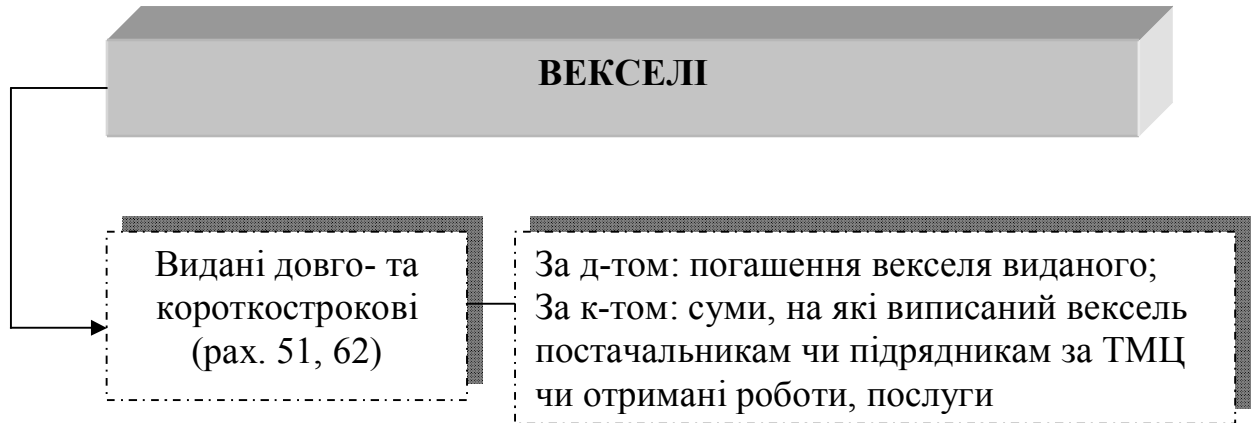 ВЕКСЕЛІ
Видані довго- та
короткострокові
(рах. 51, 62)
За д-том: погашення векселя виданого;
За к-том: суми, на які виписаний вексель
постачальникам чи підрядникам за ТМЦ
чи отримані роботи, послуги